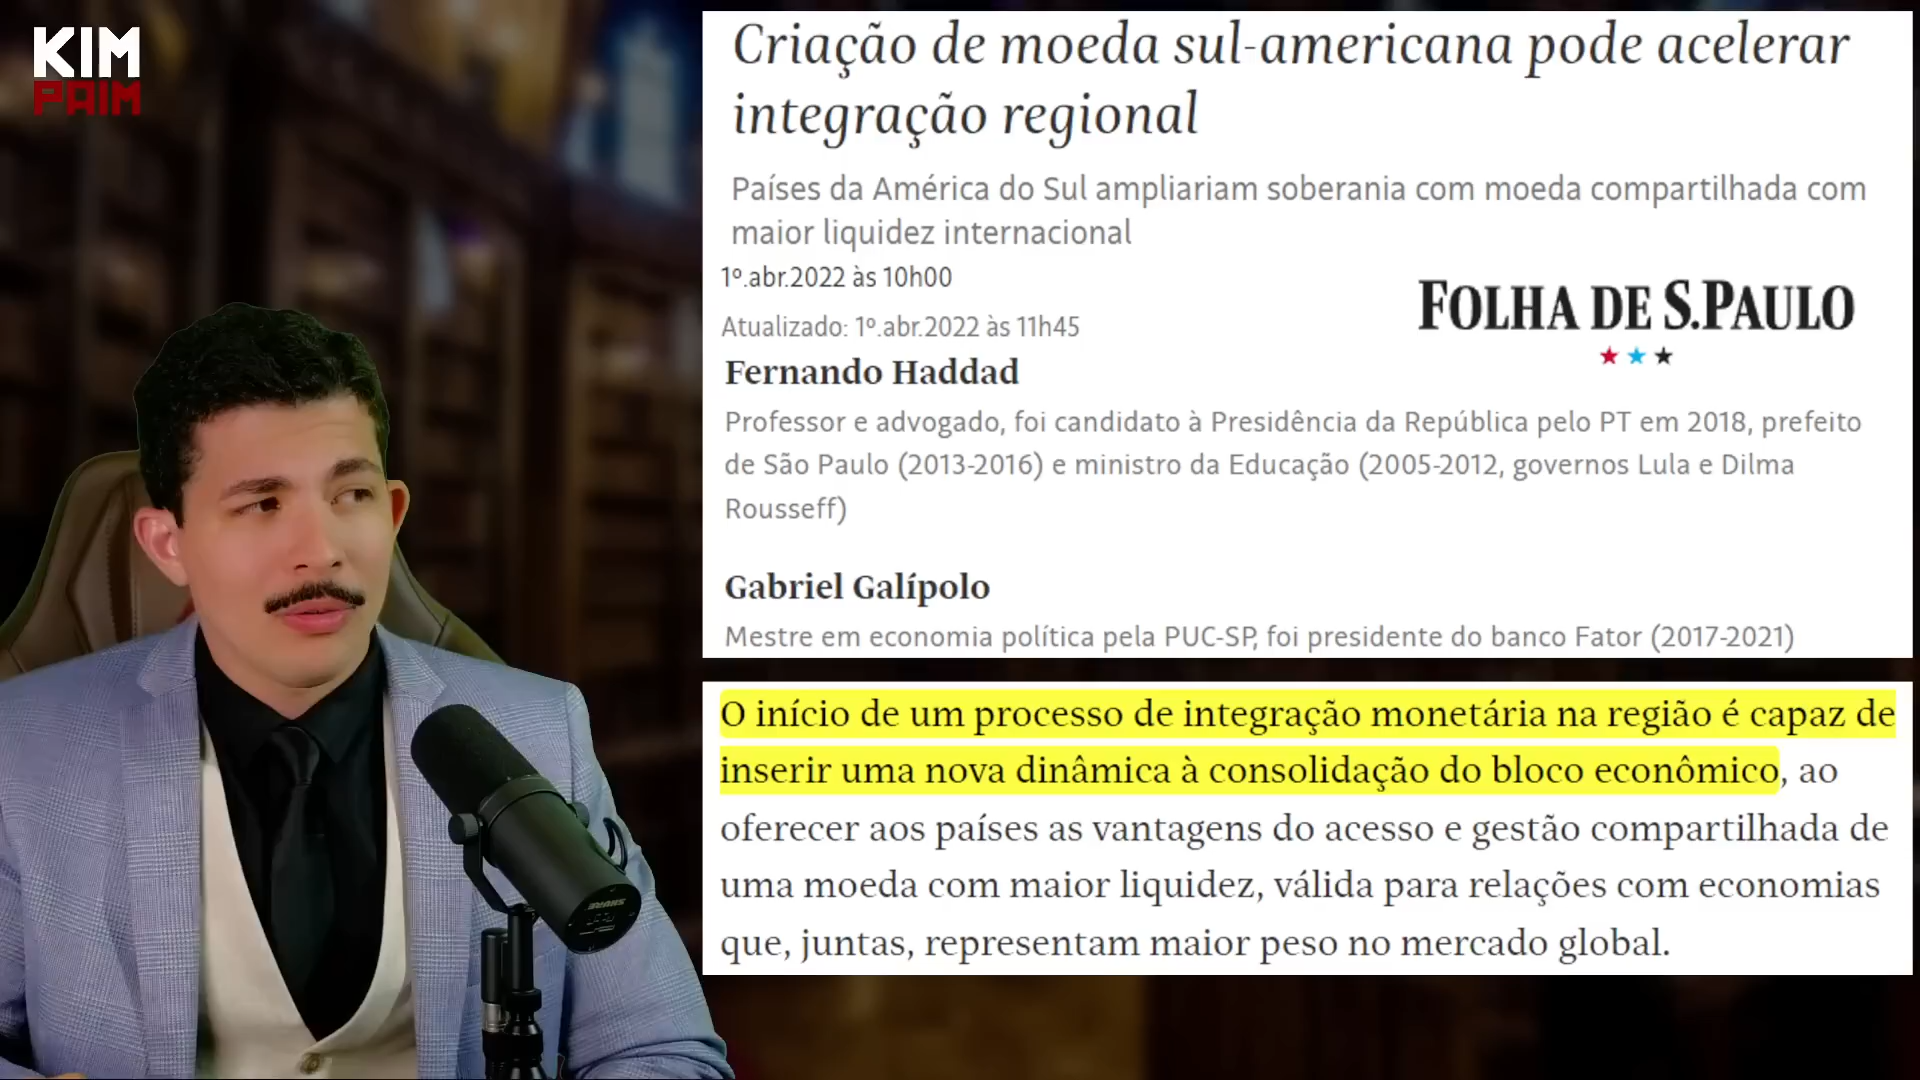 KIM
PAIM
Criação de moeda sul-americana pode acelerar
integração regional
Países da América do Sul ampliariam soberania com moeda compartilhada com
maior liquidez internacional
1º.abr.2022 às 10h00
Atualizado: 1º.abr.2022 às 11h45
FOLHA DE S.PAULO
Fernando Haddad
Professor e advogado, foi candidato à Presidência da República pelo PT em 2018, prefeito
de São Paulo (2013-2016) e ministro da Educação (2005-2012, governos Lula e Dilma
Rousseff)
Gabriel Galípolo
Mestre em economia política pela PUC-SP, foi presidente do banco Fator (2017-2021)
O início de um processo de integração monetária na região é capaz de
inserir uma nova dinâmica à consolidação do bloco econômico, ao
oferecer aos países as vantagens do acesso e gestão compartilhada de
uma moeda com maior liquidez, válida para relações com economias
que, juntas, representam maior peso no mercado global.
SHURE